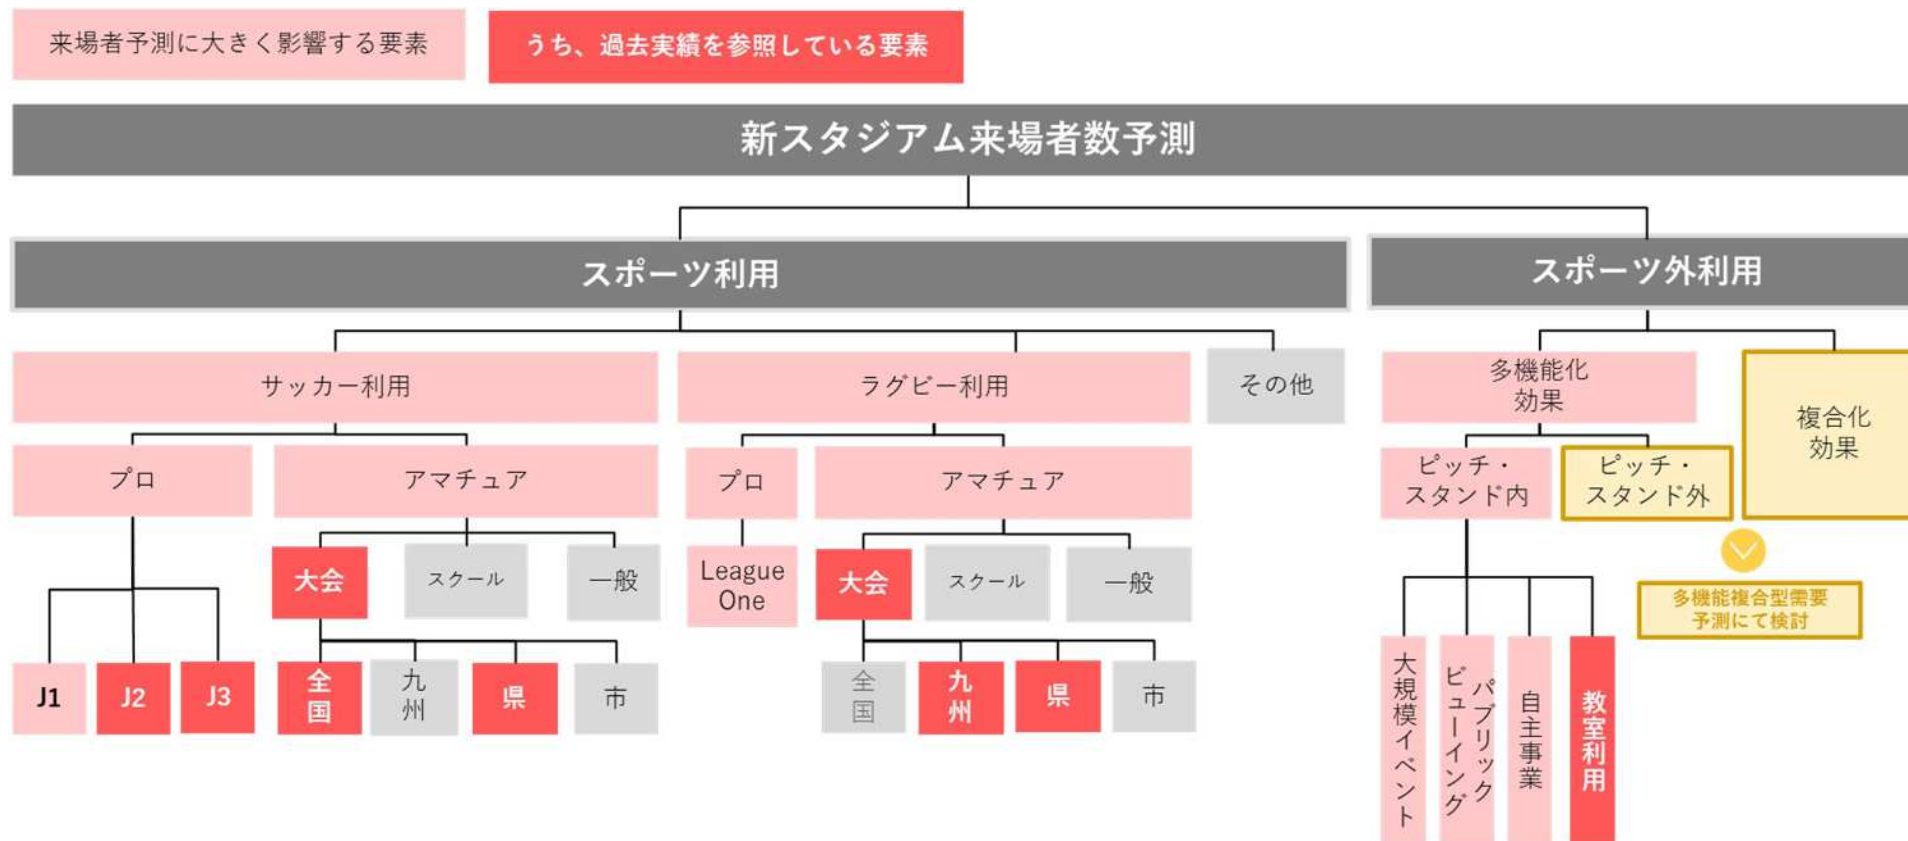 来場者予測に大きく影響する要素
うち、過去実績を参照している要素
新スタジアム来場者数予測
スポーツ利用
スポーツ外利用
サッカー利用
ラグビー利用
その他
多機能化
効果
複合化
効果
プロ
アマチュア
プロ
アマチュア
ピッチ・
スタンド内
ピッチ・
スタンド外
大会
スクール
一般
League
One
大会
スクール
一般
多機能複合型需要
予測にて検討
J1
J2
J3
全国
九州
県
市
全国
九州
県
市
大規模イベント
パブリック
ビューイング
自主事業
教室利用